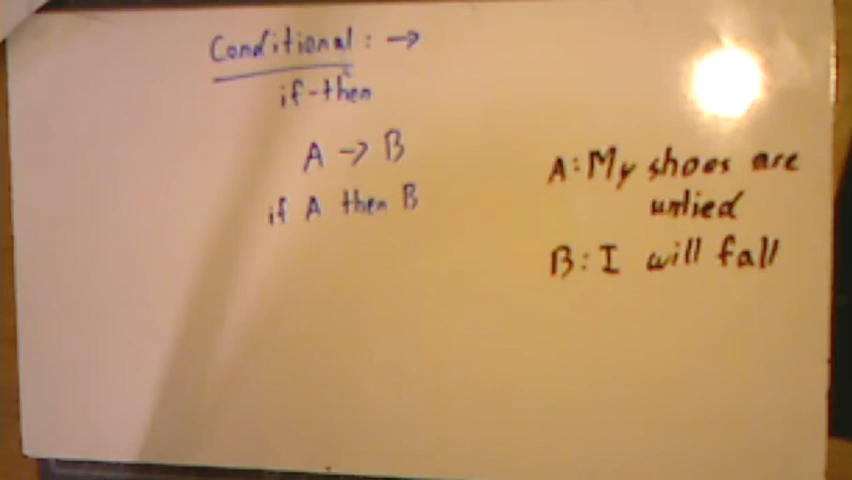 Conditional: →
if-then
A → B
if A then B
A: My shoes are
untied
B: I will fall